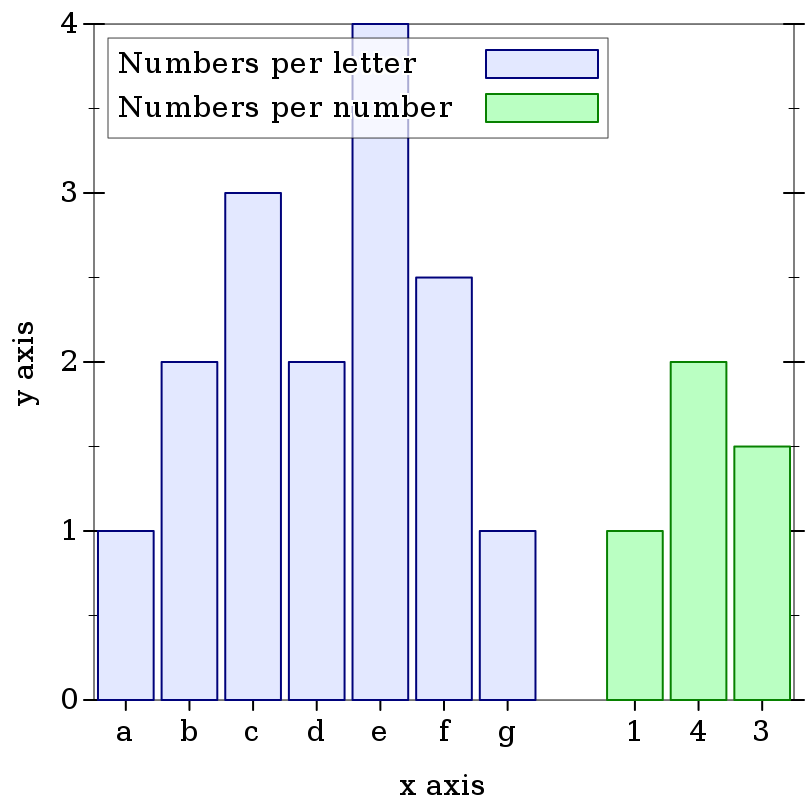 Numbers per letter
Numbers per number
4
3
2
1
0
y axis
a b c d e f g 1 4 3
x axis